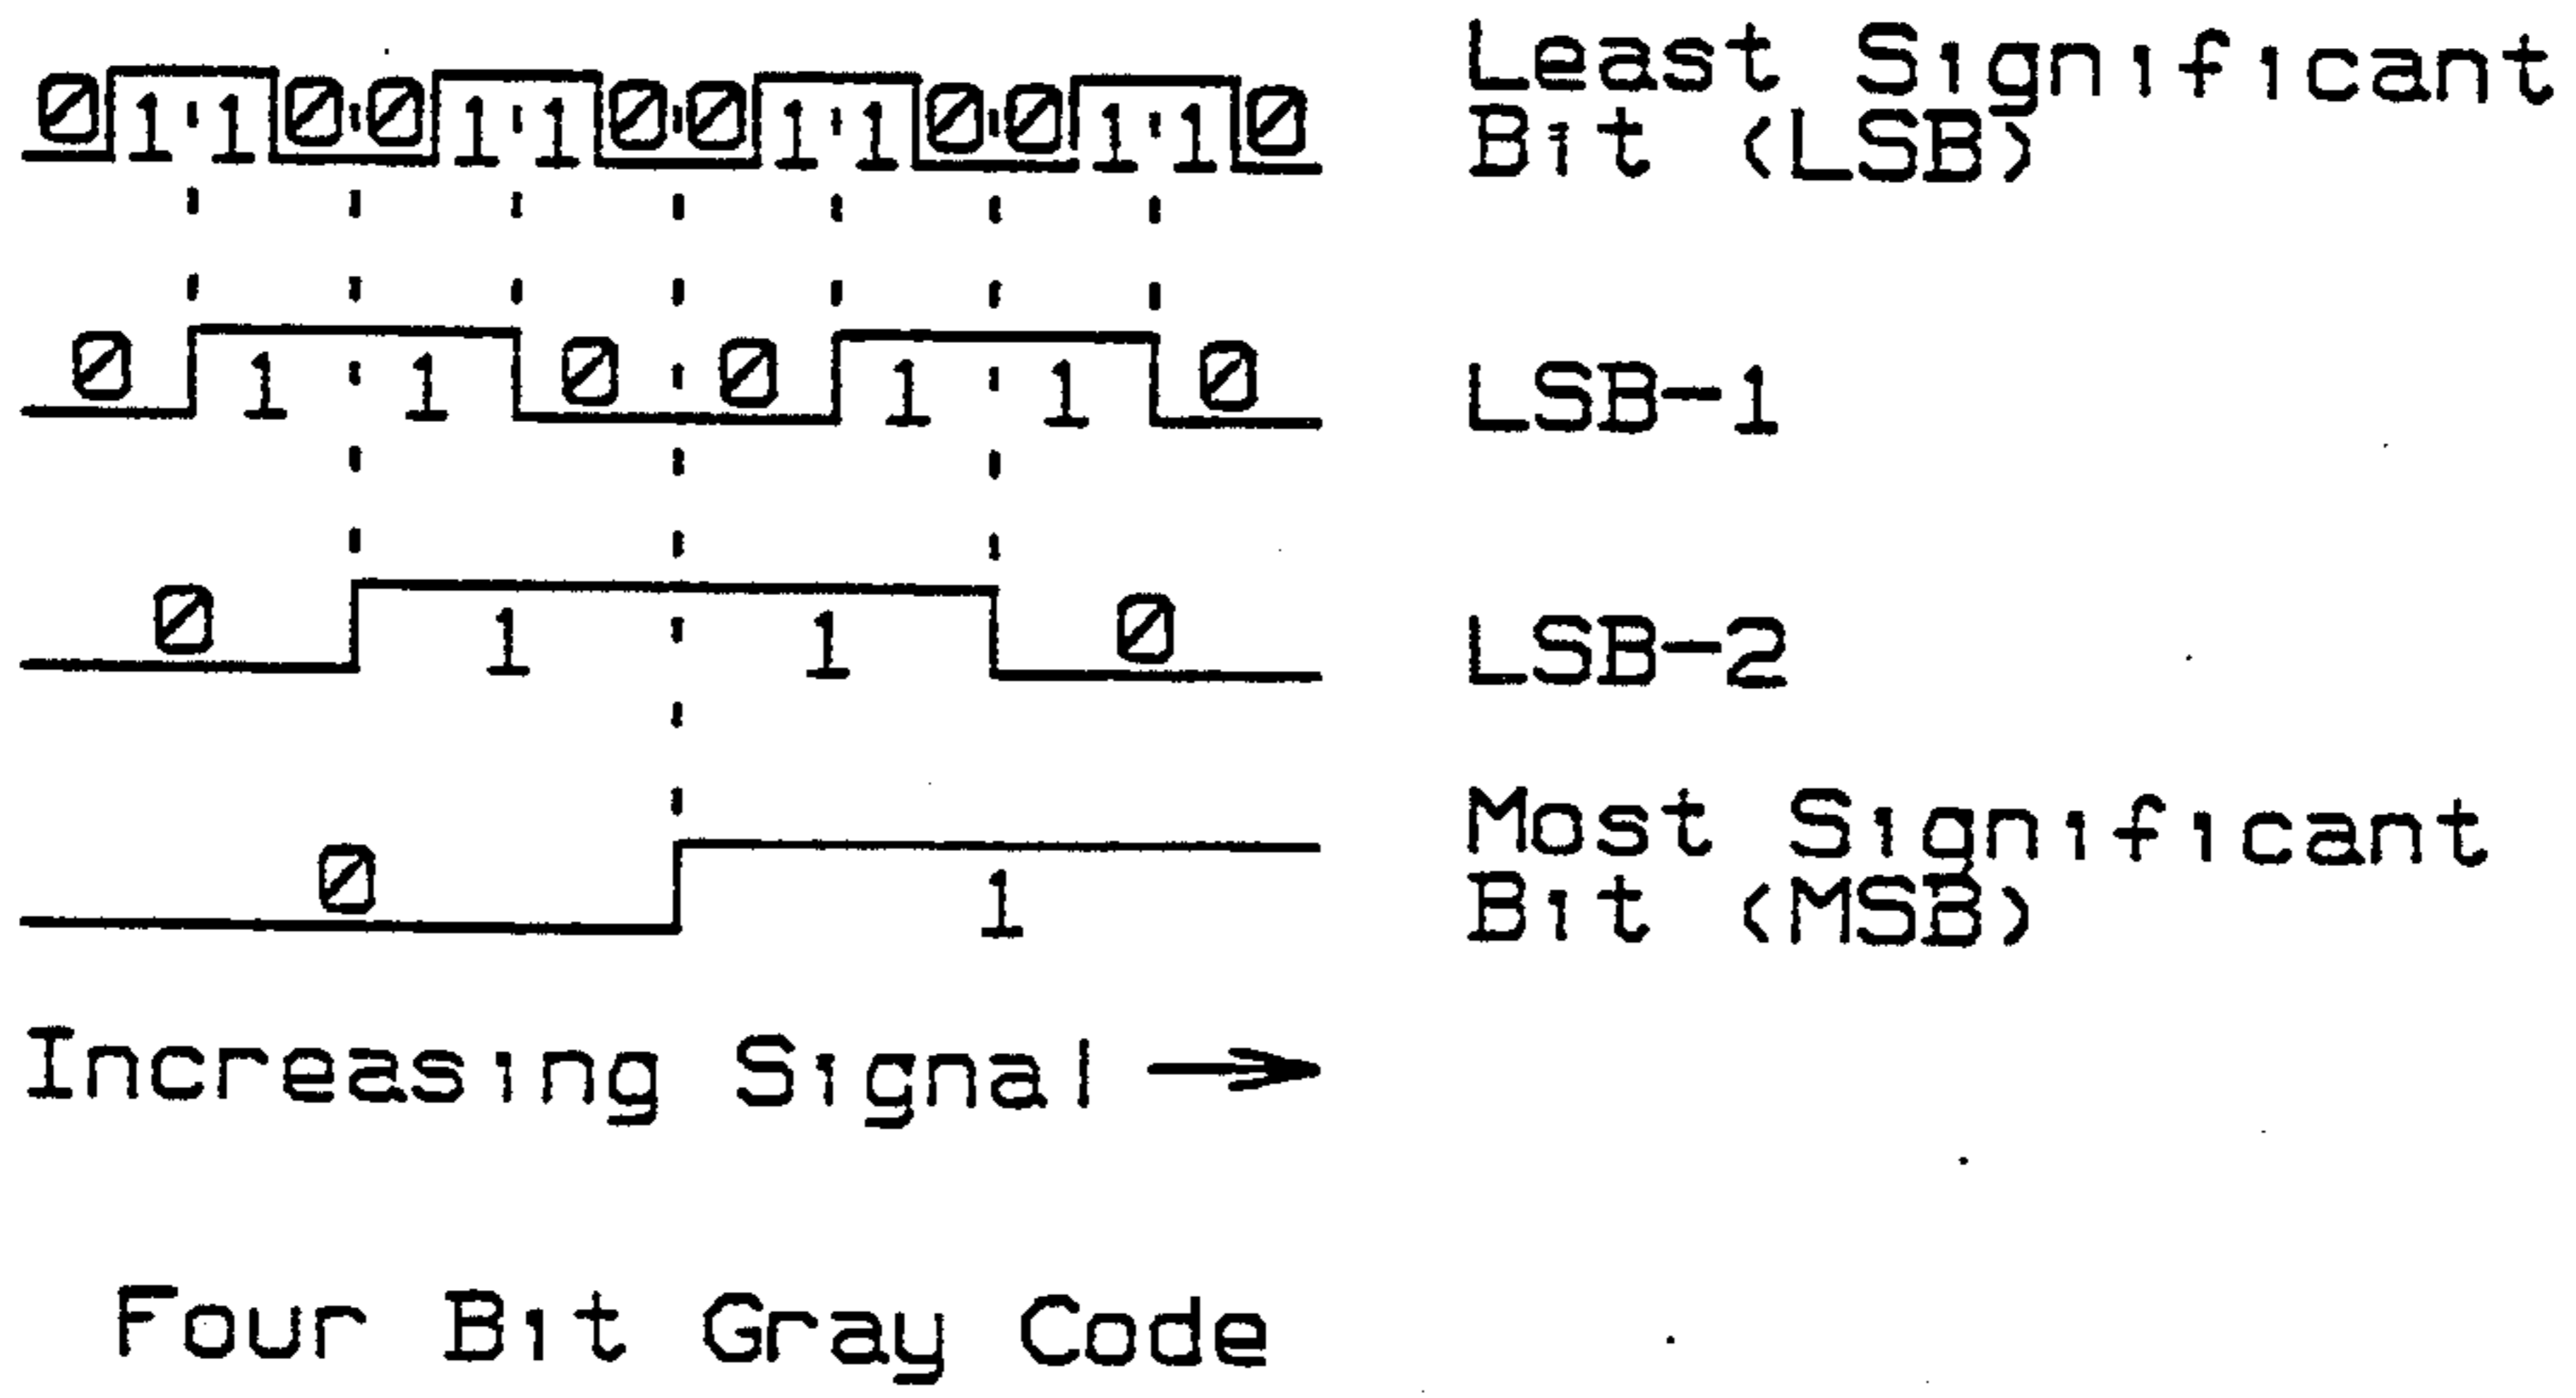 0 1 1 0 0 1 1 0 0 1 1 0 0 1 1 0
Least Significant
Bit (LSB)
0 1 1 0 0 1 1 0
LSB-1
0 1 1 0
LSB-2
0 1
Most Significant
Bit (MSB)
Increasing Signal →
Four Bit Gray Code